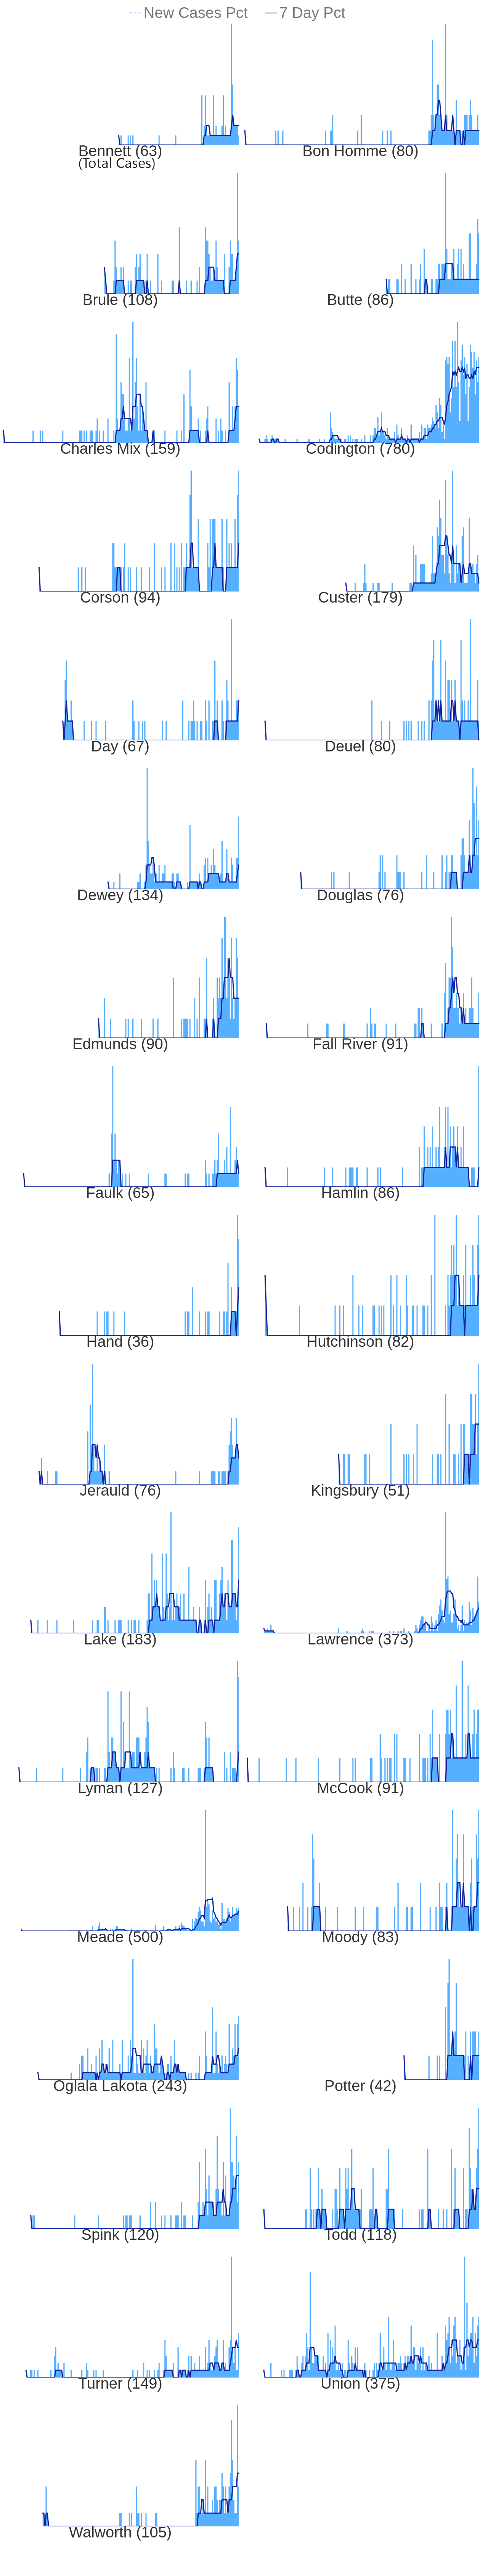 New Cases Pct 7 Day Pct
Bennett (63) Bon Homme (80)
(Total Cases)
Brule (108) Butte (86)
Charles Mix (159) Codington (780)
Corson (94) Custer (179)
Day (67) Deuel (80)
Dewey (134) Douglas (76)
Edmunds (90) Fall River (91)
Faulk (65) Hamlin (86)
Hand (36) Hutchinson (82)
Jerauld (76) Kingsbury (51)
Lake (183) Lawrence (373)
Lyman (127) McCook (91)
Meade (500) Moody (83)
Oglala Lakota (243) Potter (42)
Spink (120) Todd (118)
Turner (149) Union (375)
Walworth (105)